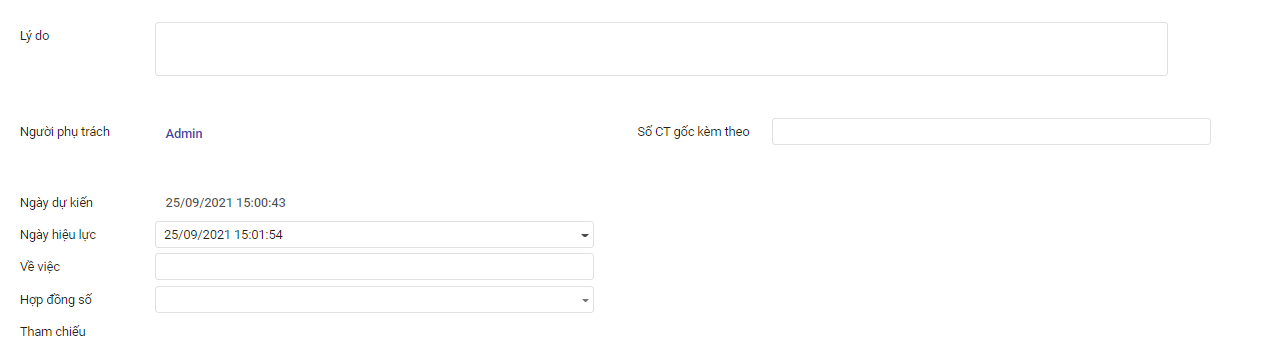 Lý do
Người phụ trách Admin Số CT gốc kèm theo
Ngày dự kiến 25/09/2021 15:00:43
Ngày hiệu lực 25/09/2021 15:01:54
Về việc
Hợp đồng số
Tham chiếu